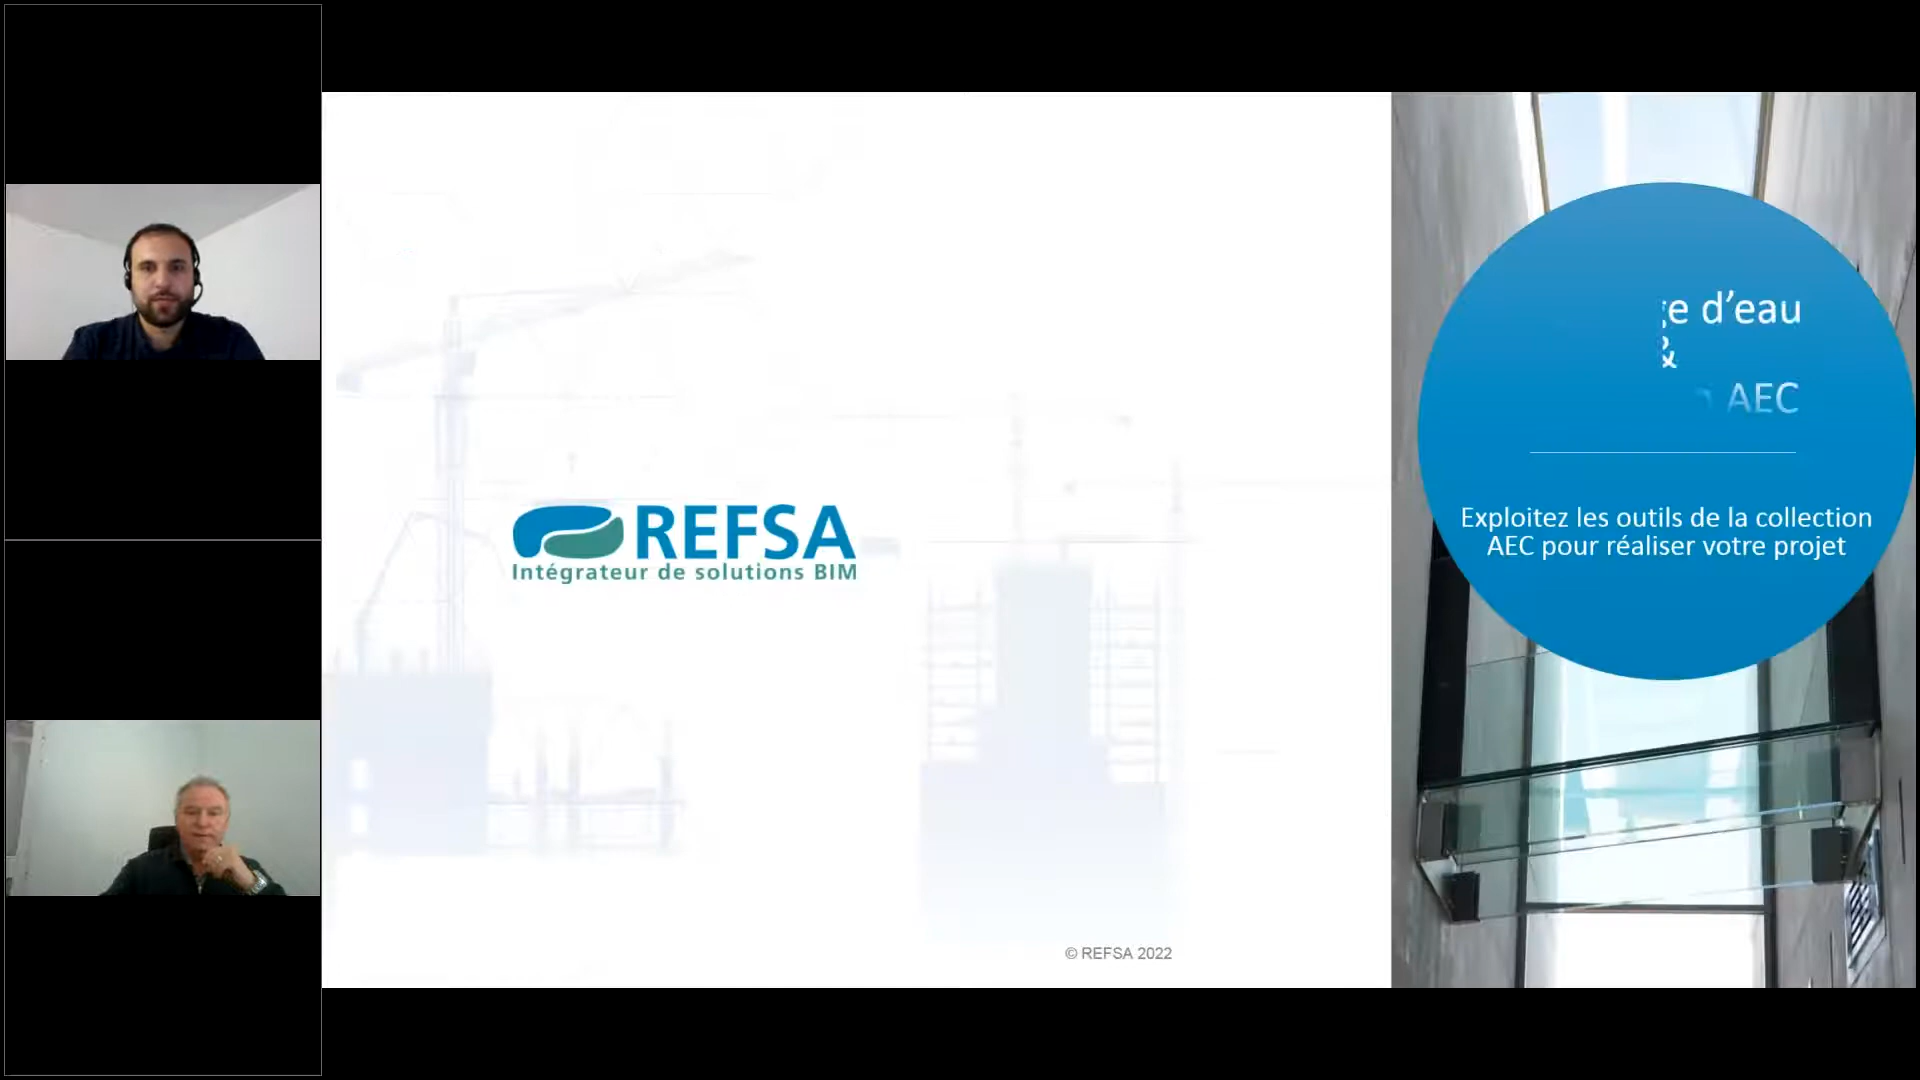 REFSA
Intégrateur de solutions BIM
© REFSA 2022
e d’eau
&
AEC
Exploitez les outils de la collection
AEC pour réaliser votre projet